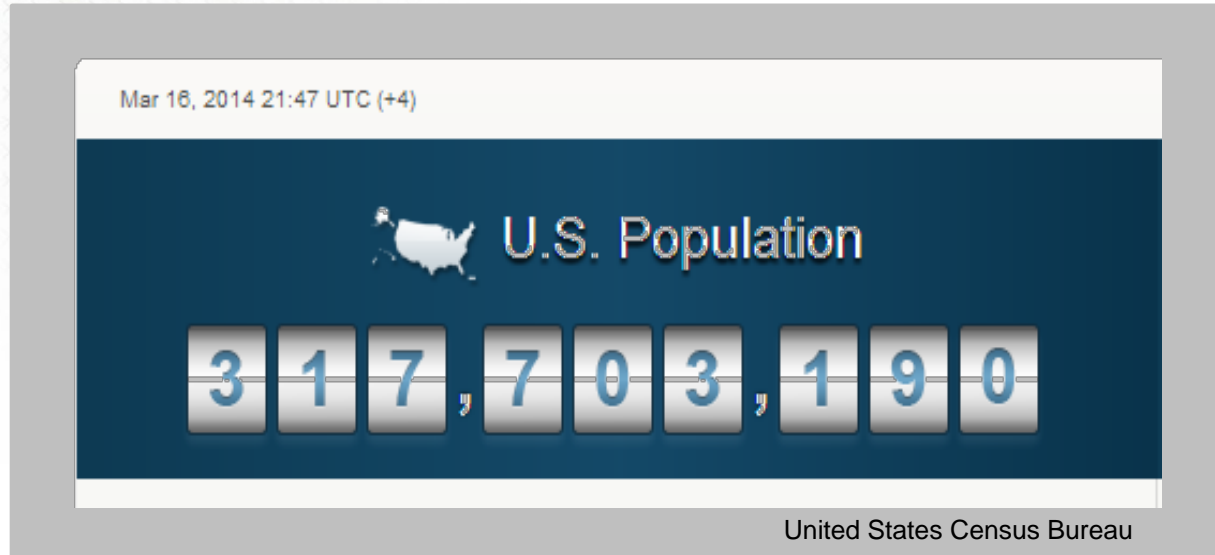 Mar 16, 2014 21:47 UTC (+4)
U.S. Population
317,703,190
United States Census Bureau